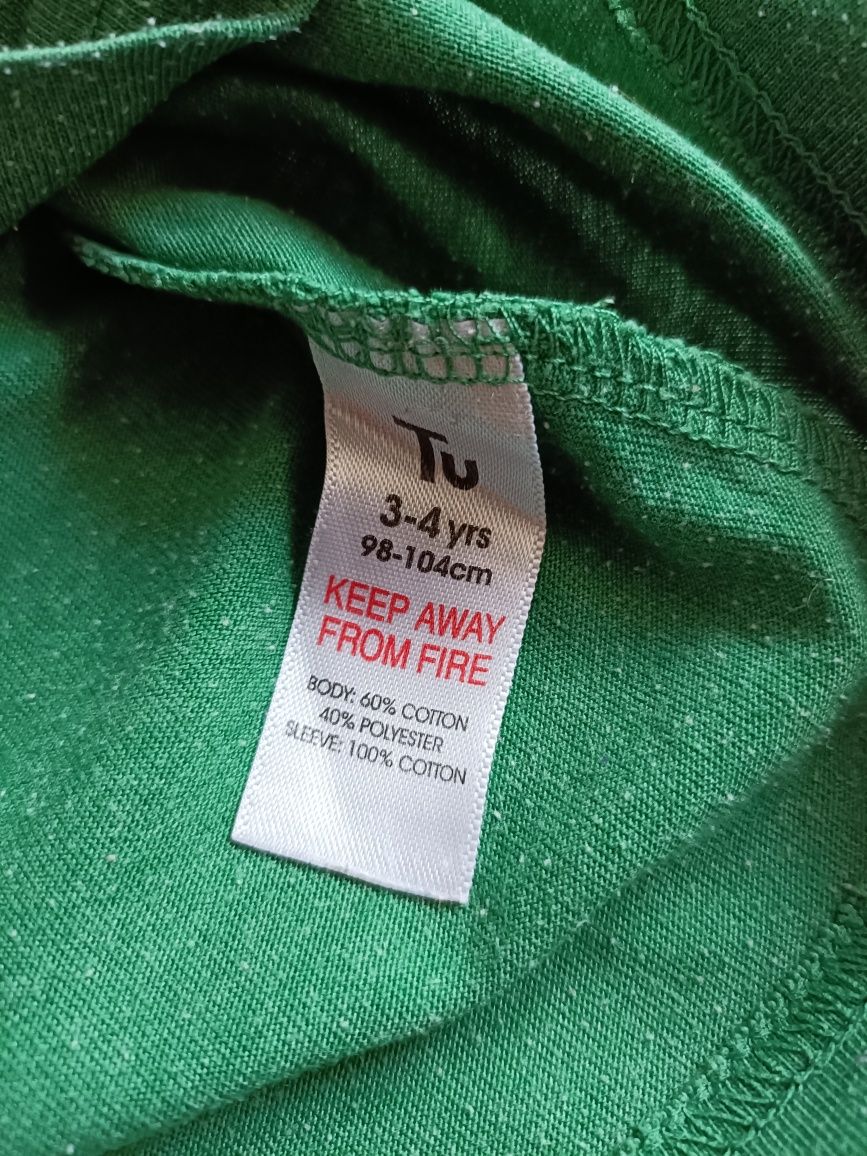 Tu
3-4 yrs
98-104cm
KEEP AWAY
FROM FIRE
BODY: 60% COTTON
40% POLYESTER
SLEEVE: 100% COTTON